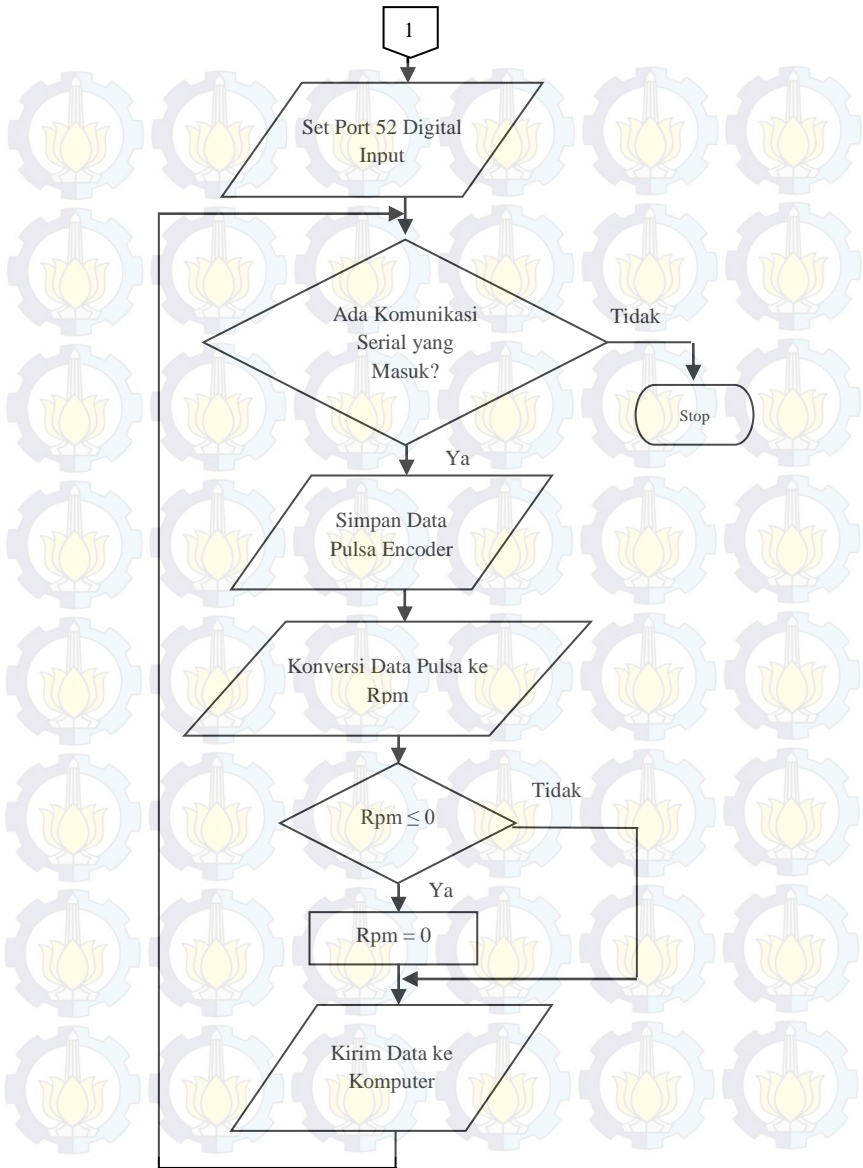 1
Set Port 52 Digital
Input
Ada Komunikasi
Serial yang
Masuk?
Tidak
Stop
Ya
Simpan Data
Pulsa Encoder
Konversi Data Pulsa ke
Rpm
Rpm ≤ 0
Tidak
Ya
Rpm = 0
Kirim Data ke
Komputer